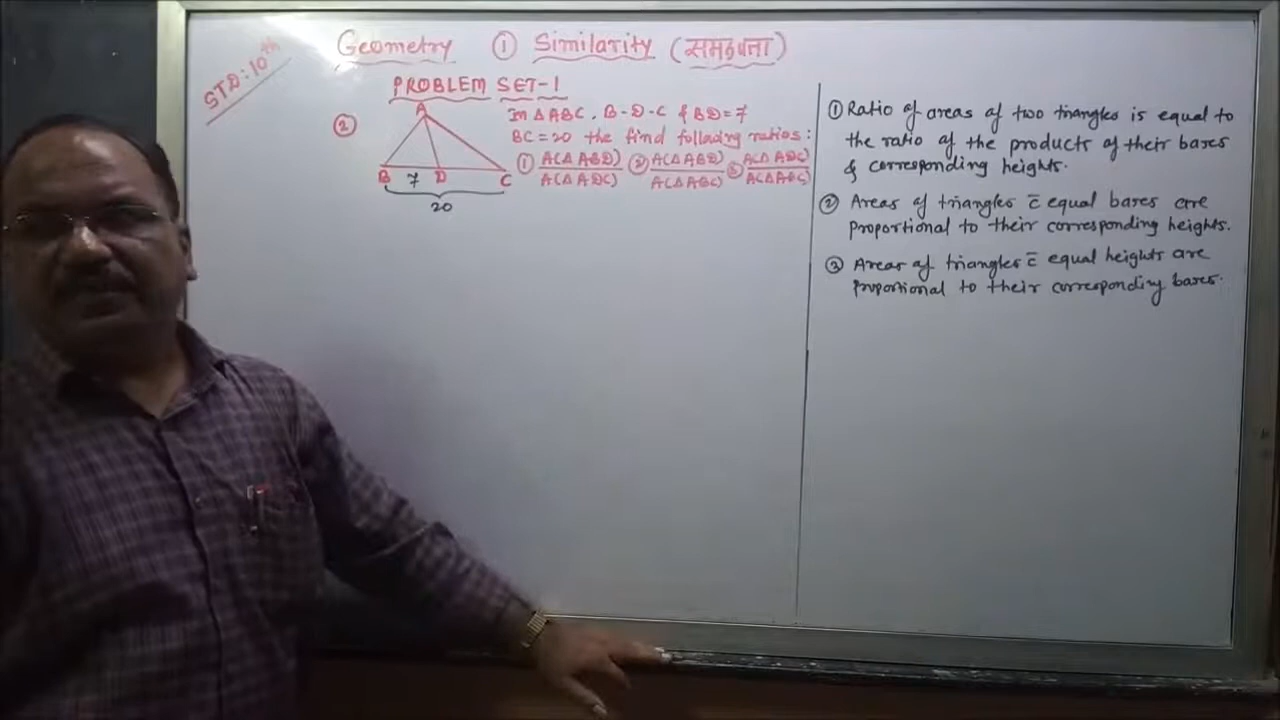 STD: 10th
Geometry ① Similarity (समरूपता)
PROBLEM SET-1
②
A
B 7 D C
20
In △ABC, B-D-C & BD=7
BC=20 the find following ratios:
① A(△ABD)/A(△ADC) ② A(△ABD)/A(△ABC) ③ A(△ADC)/A(△ABC)
① Ratio of areas of two triangles is equal to
the ratio of the products of their bases
& corresponding heights.
② Areas of triangles c̄ equal bases are
proportional to their corresponding heights.
③ Areas of triangles c̄ equal heights are
proportional to their corresponding bases.